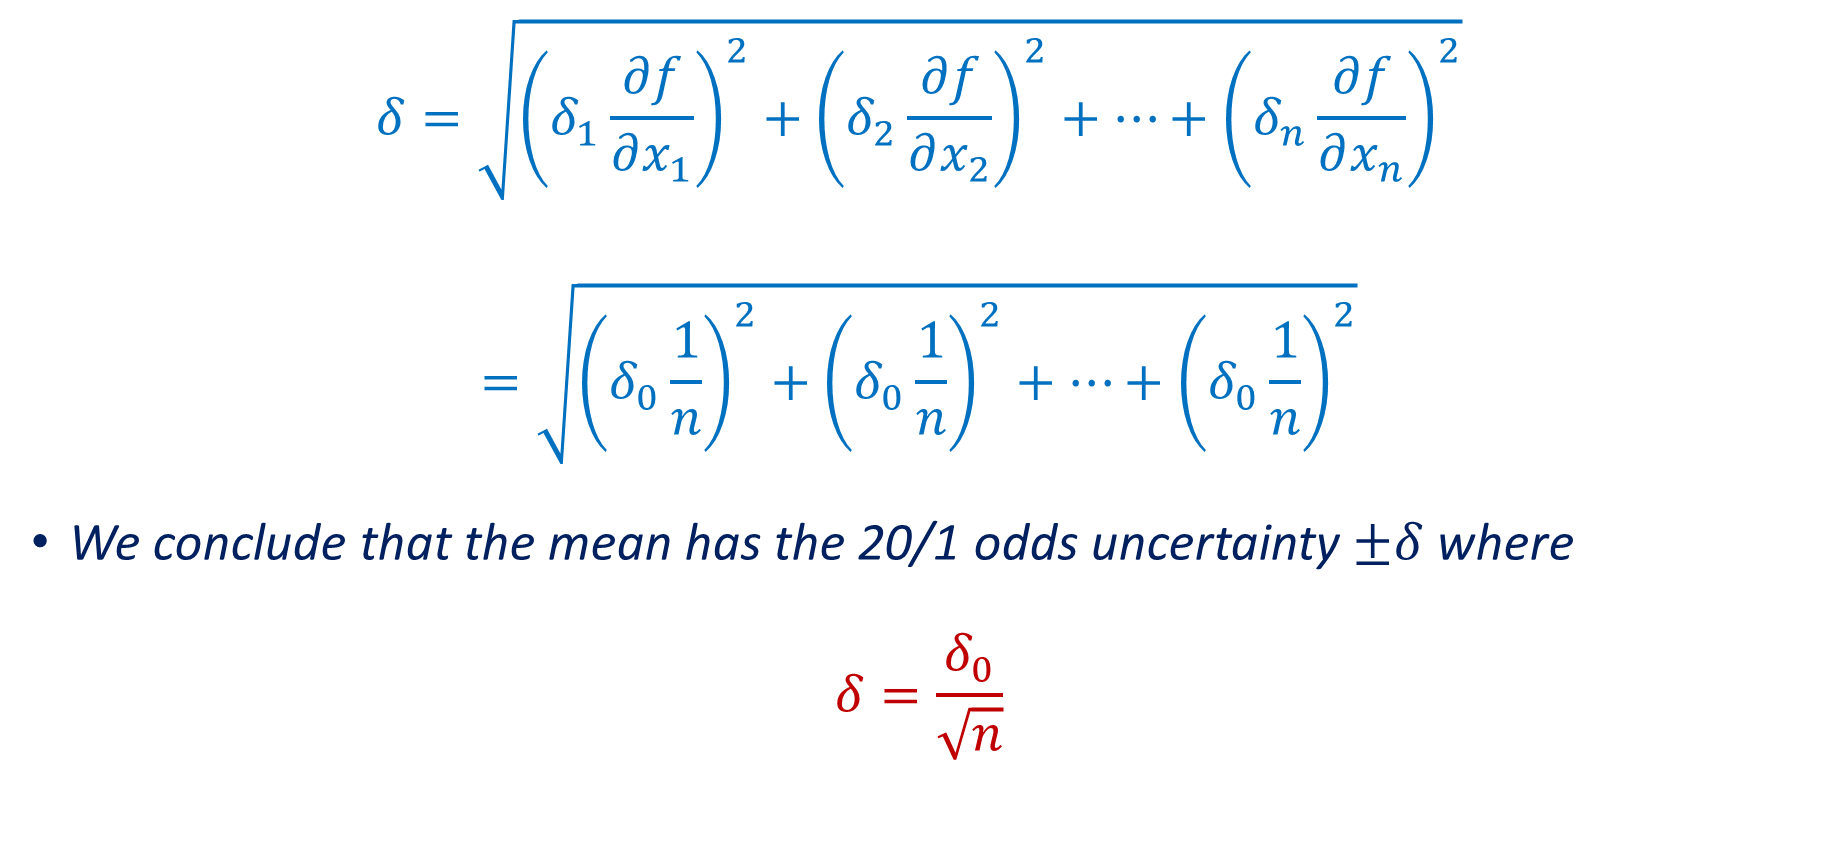 δ = √((δ₁ ∂f/∂x₁)² + (δ₂ ∂f/∂x₂)² + ⋯ + (δₙ ∂f/∂xₙ)²)
= √((δ₀ 1/n)² + (δ₀ 1/n)² + ⋯ + (δ₀ 1/n)²)
• We conclude that the mean has the 20/1 odds uncertainty ±δ where
δ = δ₀/√n